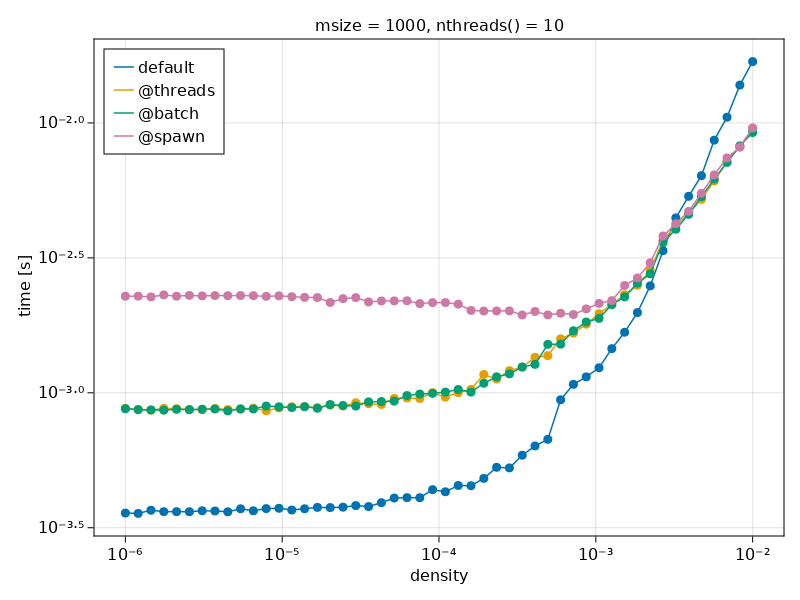 msize = 1000, nthreads() = 10
default
@threads
@batch
@spawn
10⁻²·⁰
10⁻²·⁵
10⁻³·⁰
10⁻³·⁵
time [s]
10⁻⁶ 10⁻⁵ 10⁻⁴ 10⁻³ 10⁻²
density